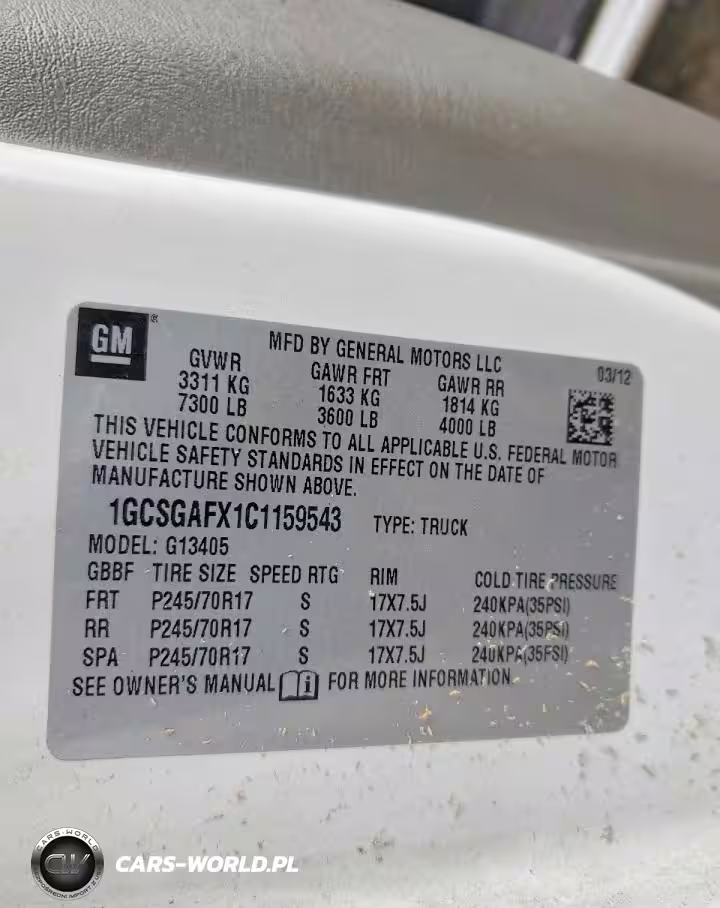 GM ®
MFD BY GENERAL MOTORS LLC
03/12
GVWR GAWR FRT GAWR RR
3311 KG 1633 KG 1814 KG
7300 LB 3600 LB 4000 LB
THIS VEHICLE CONFORMS TO ALL APPLICABLE U.S. FEDERAL MOTOR
VEHICLE SAFETY STANDARDS IN EFFECT ON THE DATE OF
MANUFACTURE SHOWN ABOVE.
1GCSGAFX1C1159543 TYPE: TRUCK
MODEL: G13405
GBBF TIRE SIZE SPEED RTG RIM COLD TIRE PRESSURE
FRT P245/70R17 S 17X7.5J 240KPA(35PSI)
RR P245/70R17 S 17X7.5J 240KPA(35PSI)
SPA P245/70R17 S 17X7.5J 240KPA(35PSI)
SEE OWNER'S MANUAL i FOR MORE INFORMATION.
CARS-WORLD
CW
CARS-WORLD.PL